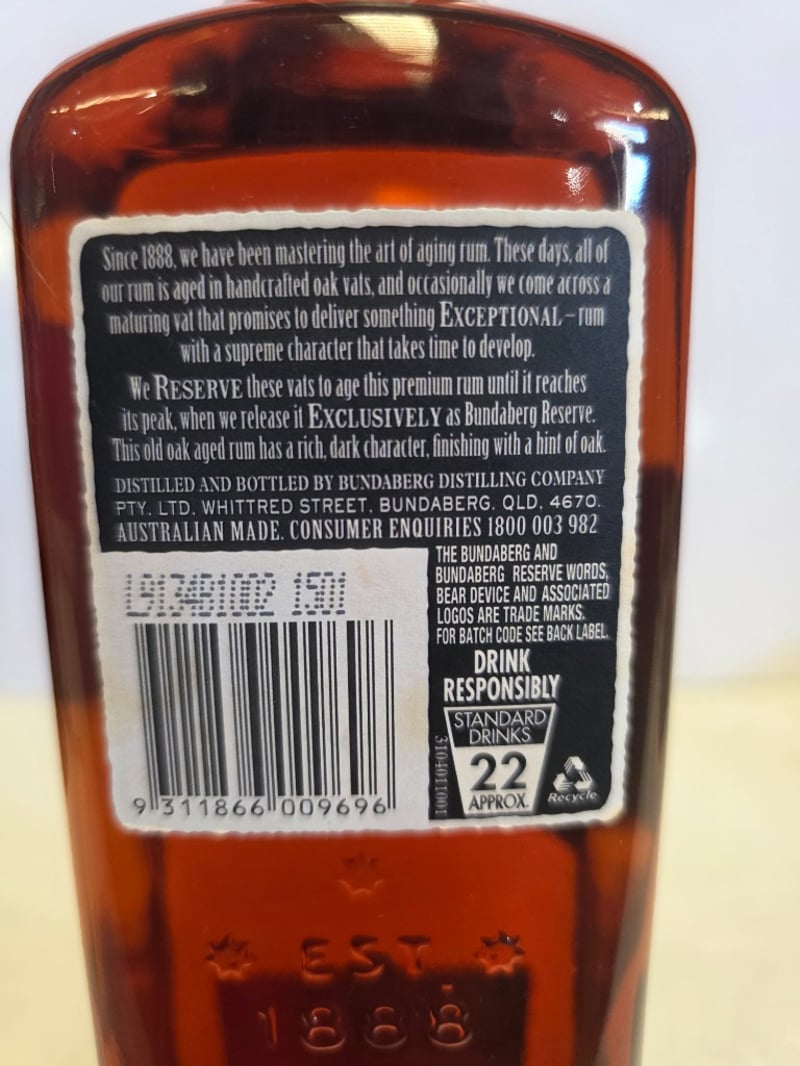 Since 1888, we have been mastering the art of aging rum. These days, all of
our rum is aged in handcrafted oak vats, and occasionally we come across a
maturing vat that promises to deliver something EXCEPTIONAL – rum
with a supreme character that takes time to develop.
We RESERVE these vats to age this premium rum until it reaches
its peak, when we release it EXCLUSIVELY as Bundaberg Reserve.
This old oak aged rum has a rich, dark character, finishing with a hint of oak.
DISTILLED AND BOTTLED BY BUNDABERG DISTILLING COMPANY
PTY. LTD. WHITTRED STREET, BUNDABERG. QLD. 4670.
AUSTRALIAN MADE. CONSUMER ENQUIRIES 1800 003 982
L9174B1002 1501
9 311866 009696
THE BUNDABERG AND
BUNDABERG RESERVE WORDS,
BEAR DEVICE AND ASSOCIATED
LOGOS ARE TRADE MARKS.
FOR BATCH CODE SEE BACK LABEL.
DRINK
RESPONSIBLY
STANDARD
DRINKS
22
APPROX.
3104011001
Recycle
EST.
1888